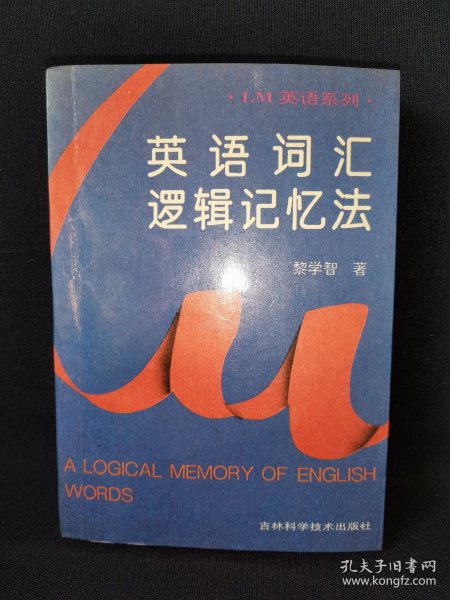 ·LM 英语系列·
英语词汇
逻辑记忆法
黎学智 著
A LOGICAL MEMORY OF ENGLISH
WORDS
吉林科学技术出版社
孔夫子旧书网
www.kongfz.com